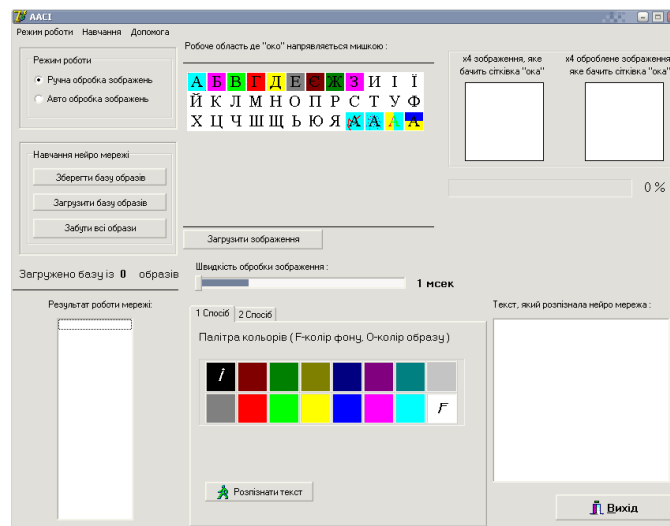 AACI
Режим роботи Навчання Допомога
Режим роботи
Ручна обробка зображень
Авто обробка зображень
Робоче область де "око" направляється мишкою :
А Б В Г Д Е Є Ж З И І Ї
Й К Л М Н О П Р С Т У Ф
Х Ц Ч Ш Щ Ь Ю Я А А А А
x4 зображення, яке
бачить сітківка "ока"
x4 оброблене зображення
яке бачить сітківка "ока"
0 %
Навчання нейро мережі
Зберегти базу образів
Загрузити базу образів
Забути всі образи
Загрузити зображення
Загружено базу із 0 образів
Швидкість обробки зображення :
1 мсек
Результат роботи мережі:
1 Спосіб 2 Спосіб
Палітра кольорів ( F-колір фону, О-колір образу )
i
F
Розпізнати текст
Текст, який розпізнала нейро мережа :
Вихід